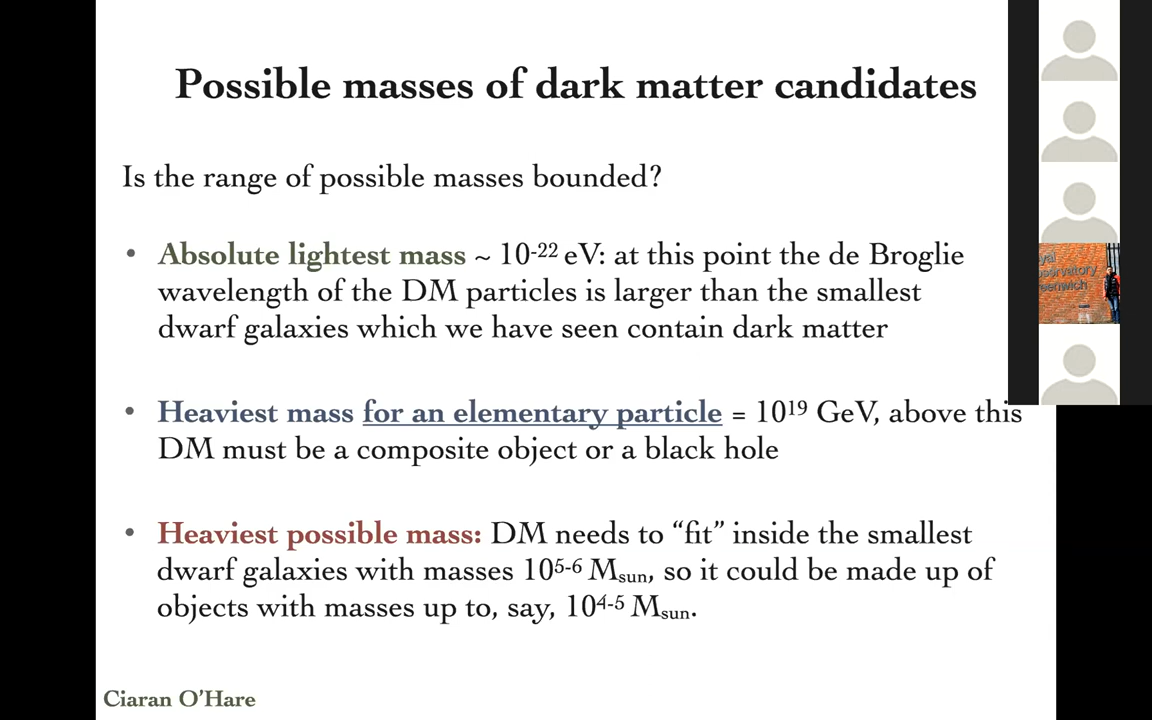 Possible masses of dark matter candidates
Is the range of possible masses bounded?
• Absolute lightest mass ~ 10⁻²² eV: at this point the de Broglie
wavelength of the DM particles is larger than the smallest
dwarf galaxies which we have seen contain dark matter
• Heaviest mass for an elementary particle = 10¹⁹ GeV, above this
DM must be a composite object or a black hole
• Heaviest possible mass: DM needs to “fit” inside the smallest
dwarf galaxies with masses 10⁵⁻⁶ Msun, so it could be made up of
objects with masses up to, say, 10⁴⁻⁵ Msun.
Ciaran O’Hare
yal
servatory
eenwich